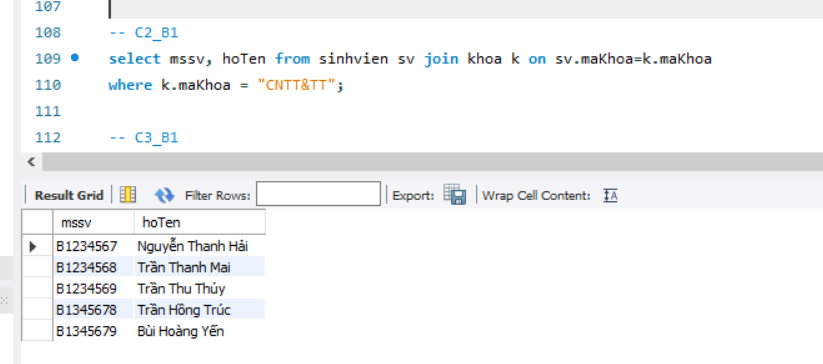 107
108 -- C2_B1
109 select mssv, hoTen from sinhvien sv join khoa k on sv.maKhoa=k.maKhoa
110 where k.maKhoa = "CNTT&TT";
111
112 -- C3_B1
Result Grid Filter Rows: Export: Wrap Cell Content: IA
mssv hoTen
B1234567 Nguyễn Thanh Hải
B1234568 Trần Thanh Mai
B1234569 Trần Thu Thủy
B1345678 Trần Hồng Trúc
B1345679 Bùi Hoàng Yến